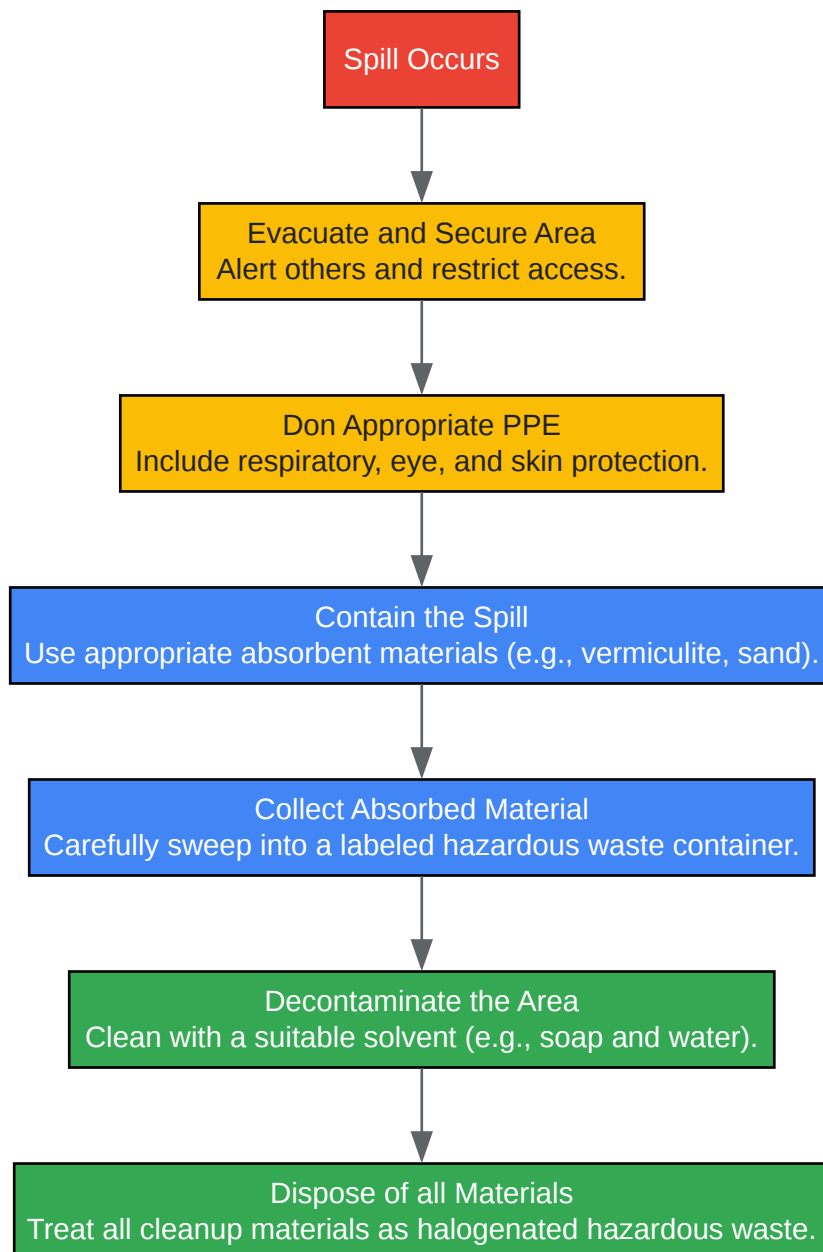 Spill Occurs
Evacuate and Secure Area
Alert others and restrict access.
Don Appropriate PPE
Include respiratory, eye, and skin protection.
Contain the Spill
Use appropriate absorbent materials (e.g., vermiculite, sand).
Collect Absorbed Material
Carefully sweep into a labeled hazardous waste container.
Decontaminate the Area
Clean with a suitable solvent (e.g., soap and water).
Dispose of all Materials
Treat all cleanup materials as halogenated hazardous waste.